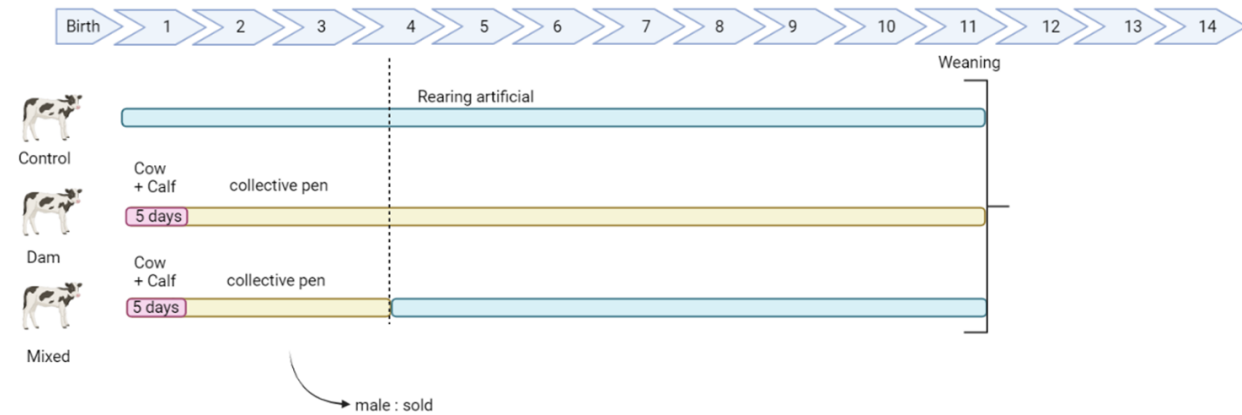 Birth 1 2 3 4 5 6 7 8 9 10 11 12 13 14
Weaning
Rearing artificial
Control
Cow
+ Calf
collective pen
5 days
Dam
Cow
+ Calf
collective pen
5 days
Mixed
male : sold